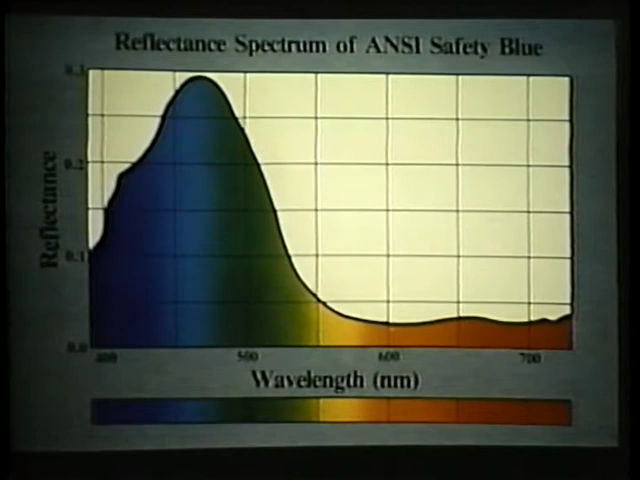 Reflectance Spectrum of ANSI Safety Blue
0.3
0.2
0.1
0.0
Reflectance
400
500
600
700
Wavelength (nm)